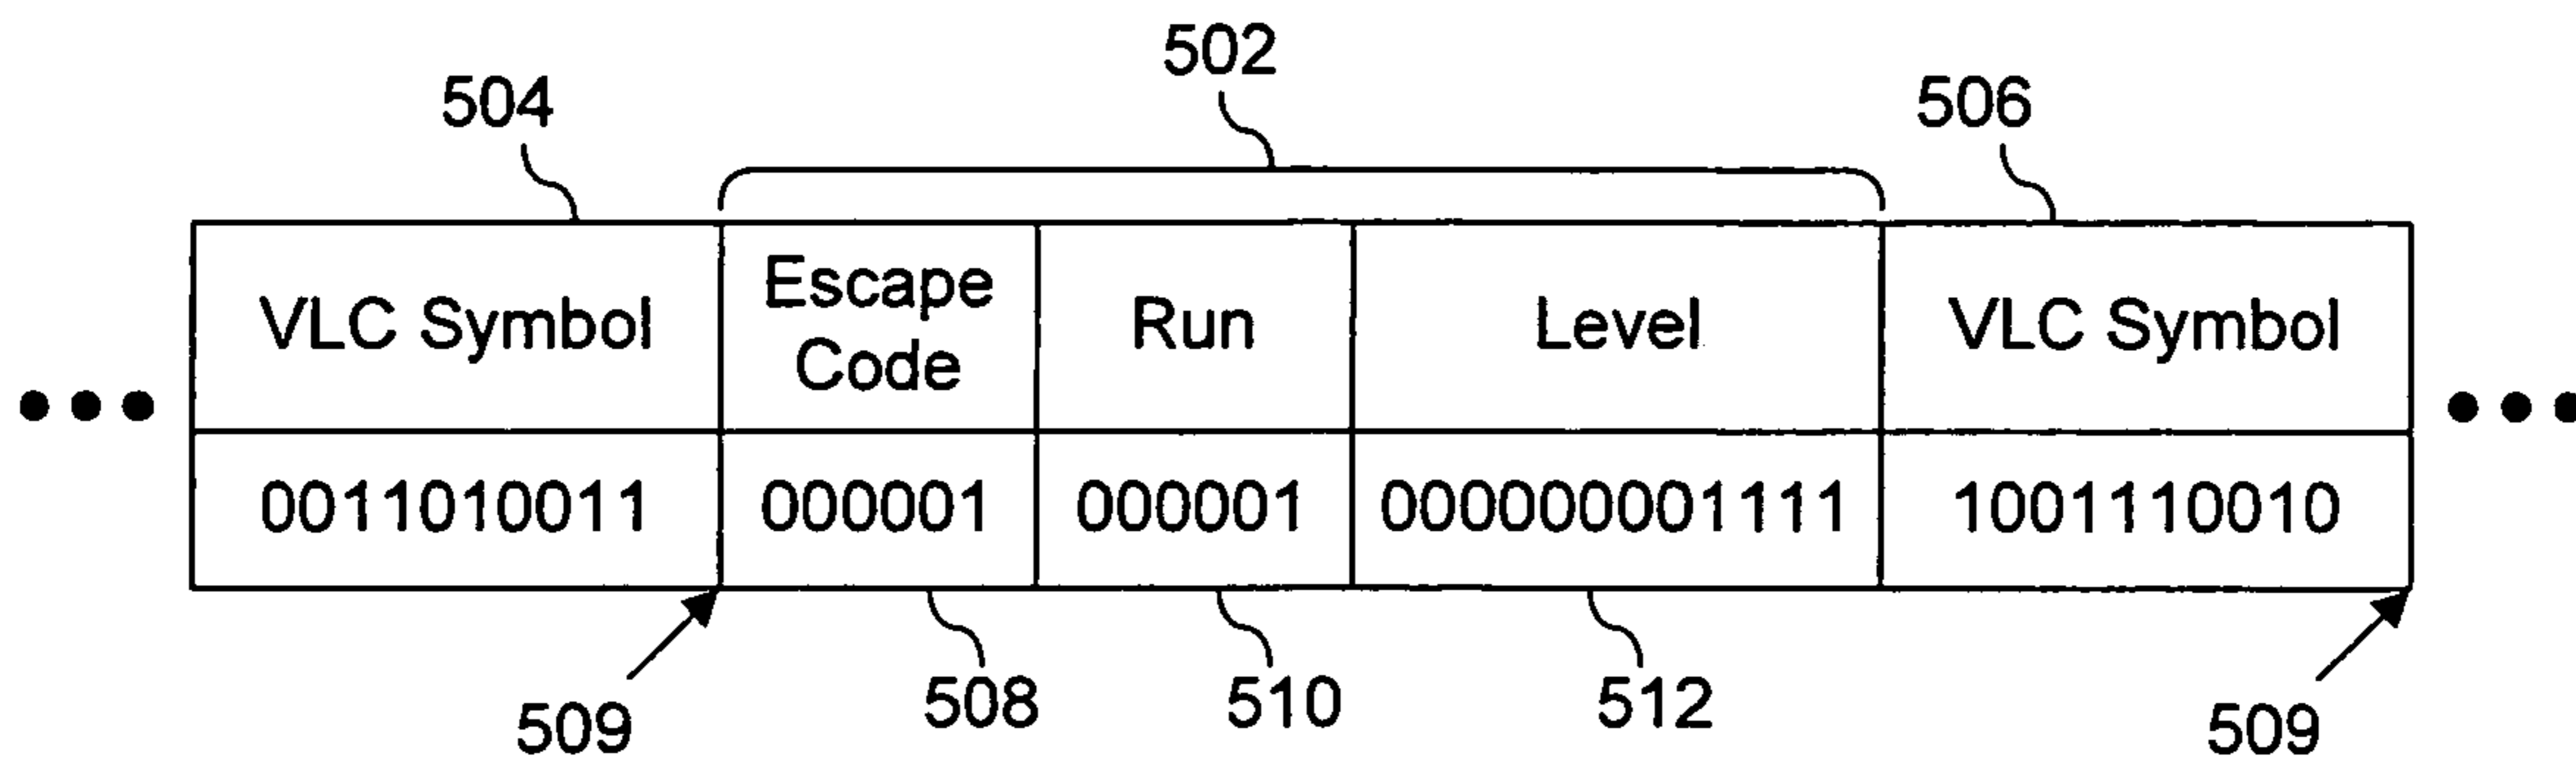 502
504
506
VLC Symbol
Escape
Code
Run
Level
VLC Symbol
0011010011
000001
000001
000000001111
1001110010
509
508
510
512
509